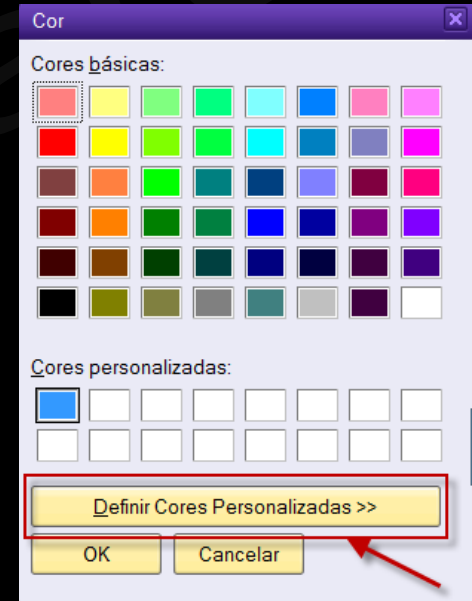 Cor
Cores básicas:
Cores personalizadas:
Definir Cores Personalizadas >>
OK Cancelar